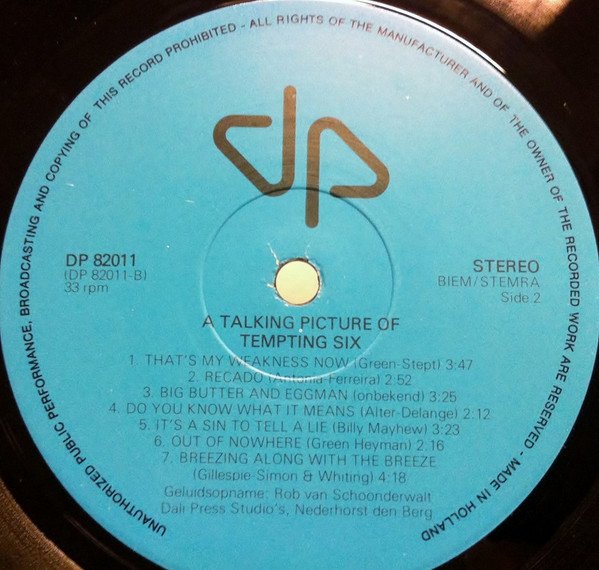 UNAUTHORIZED PUBLIC PERFORMANCE, BROADCASTING AND COPYING OF THIS RECORD PROHIBITED - ALL RIGHTS OF THE MANUFACTURER AND OF THE OWNER OF THE RECORDED WORK ARE RESERVED - MADE IN HOLLAND
dp
DP 82011
(DP 82011-B)
33 rpm
STEREO
BIEM/STEMRA
Side 2
A TALKING PICTURE OF
TEMPTING SIX
1. THAT'S MY WEAKNESS NOW (Green-Stept) 3:47
2. RECADO (Antonia Ferreira) 2:52
3. BIG BUTTER AND EGGMAN (onbekend) 3:25
4. DO YOU KNOW WHAT IT MEANS (Alter-Delange) 2:12
5. IT'S A SIN TO TELL A LIE (Billy Mayhew) 3:23
6. OUT OF NOWHERE (Green Heyman) 2:16
7. BREEZING ALONG WITH THE BREEZE
(Gillespie-Simon & Whiting) 4:18
Geluidsopname: Rob van Schoonderwalt
Dali Press Studio's, Nederhorst den Berg